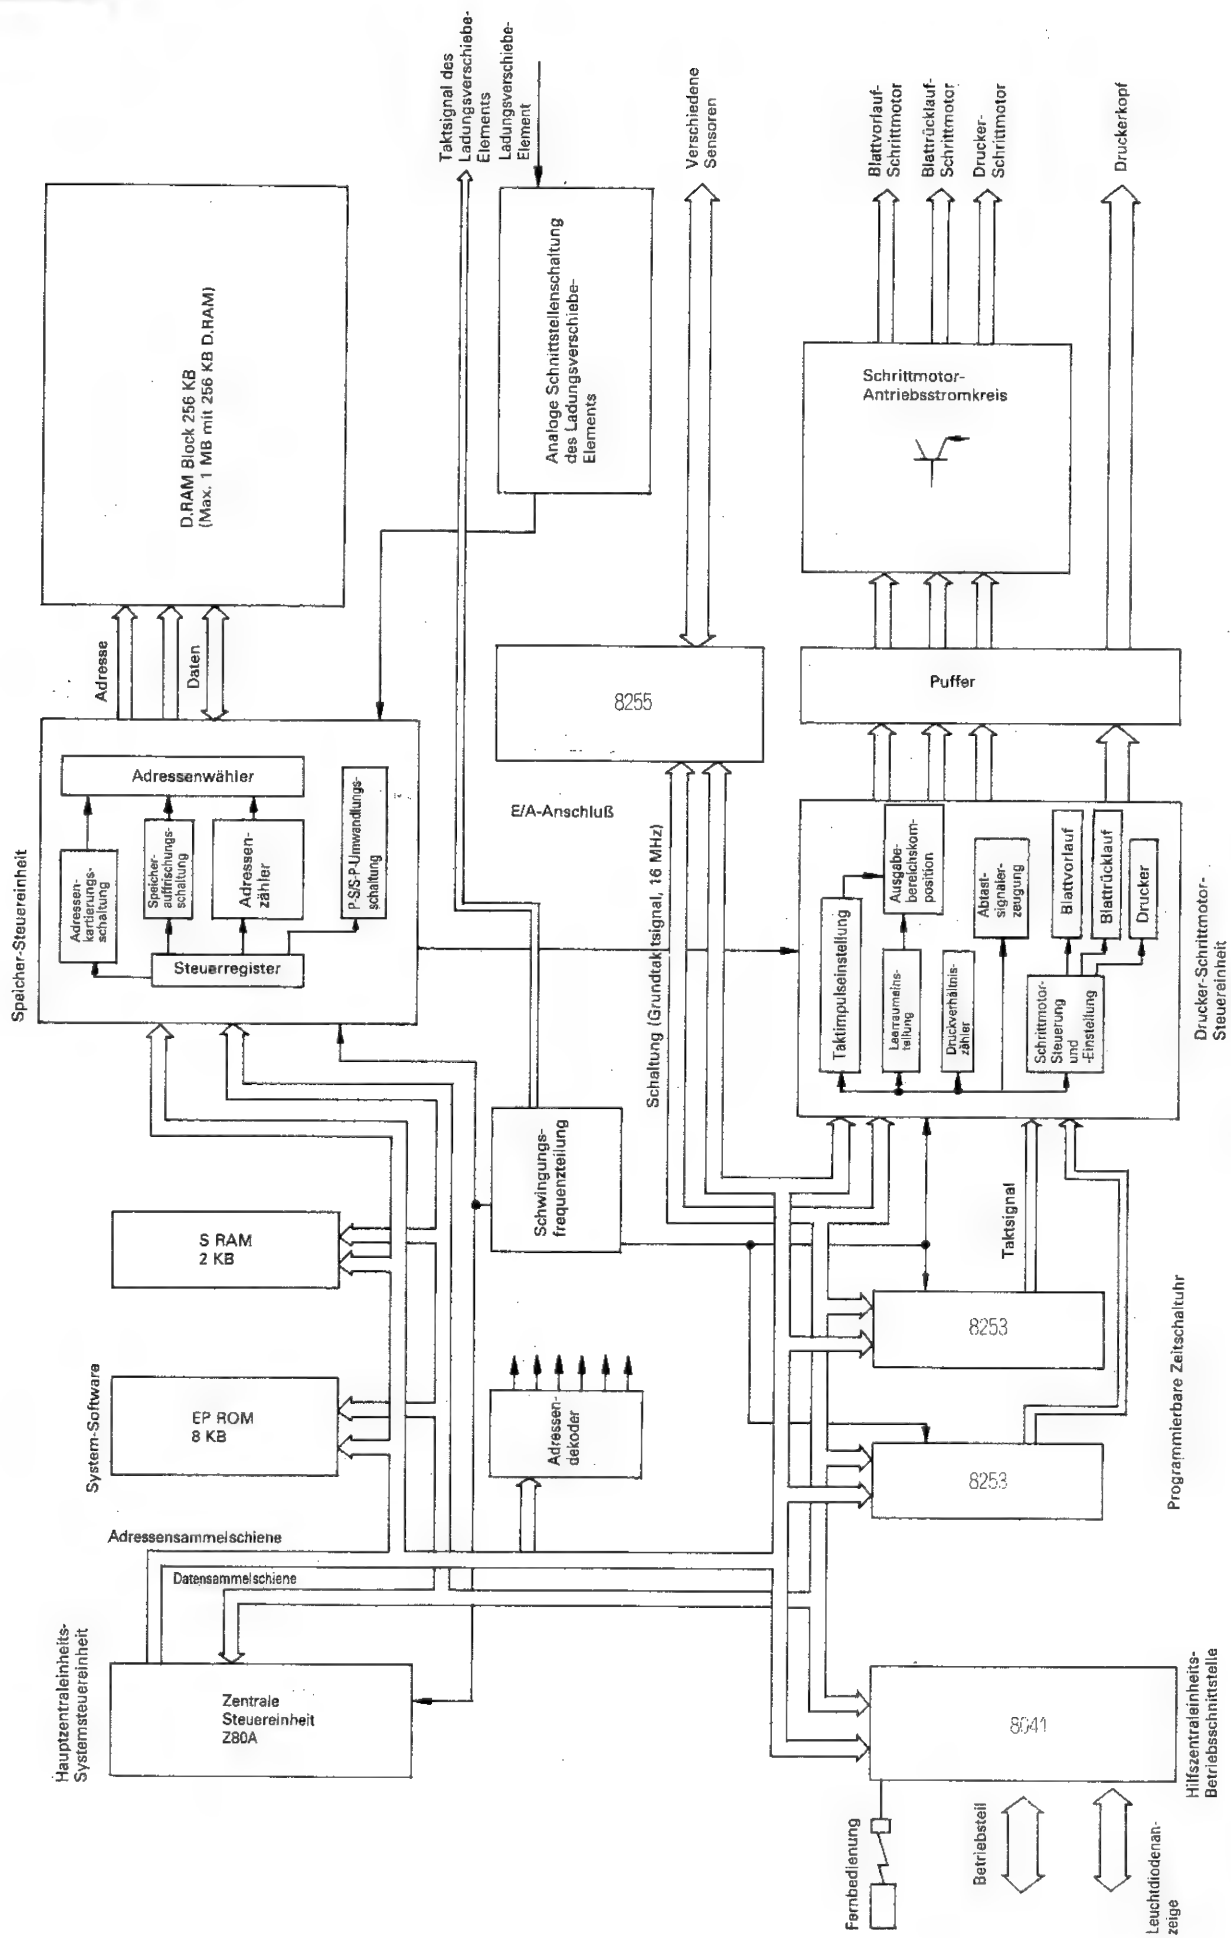 Taktsignal des
Ladungsverschiebe-
Elements
Ladungsverschiebe-
Element
Verschiedene
Sensoren
Blattvorlauf-
Schrittmotor
Blattrücklauf-
Schrittmotor
Drucker-
Schrittmotor
Druckerkopf
D.RAM Block 256 KB
(Max. 1 MB mit 256 KB D.RAM)
Analoge Schnittstellenschaltung
des Ladungsverschiebe-
Elements
Schrittmotor-
Antriebsstromkreis
Adresse
Daten
8255
Puffer
Speicher-Steuereinheit
Adressenwähler
Adressen-
kartierungs-
schaltung
Speicher-
auffrischungs-
schaltung
Adressen-
zähler
P-S/S-P-Umwandlungs-
schaltung
Steuerregister
E/A-Anschluß
Schaltung (Grundtaktsignal, 16 MHz)
Taktimpulseinstellung
Ausgabe-
bereichskom-
position
Leerraumeins-
tellung
Druckverhältnis-
zähler
Abtast-
signaler-
zeugung
Schrittmotor-
Steuerung
und
-Einstellung
Blattvorlauf
Blattrücklauf
Drucker
Drucker-Schrittmotor-
Steuereinheit
S RAM
2 KB
Schwingungs-
frequenzteilung
Taktsignal
8253
System-Software
EP ROM
8 KB
Adressen-
dekoder
8253
Programmierbare Zeitschaltuhr
Adressensammelschiene
Datensammelschiene
Hauptzentraleinheits-
Systemsteuereinheit
Zentrale
Steuereinheit
Z80A
8041
Hilfszentraleinheits-
Betriebsschnittstelle
Fernbedienung
Betriebsteil
Leuchtdiodenan-
zeige